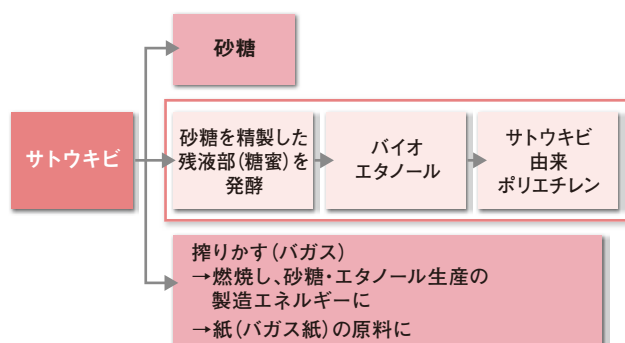 砂糖
サトウキビ
砂糖を精製した
残液部(糖蜜)を
発酵
バイオ
エタノール
サトウキビ
由来
ポリエチレン
搾りかす(バガス)
→燃焼し、砂糖・エタノール生産の
製造エネルギーに
→紙(バガス紙)の原料に